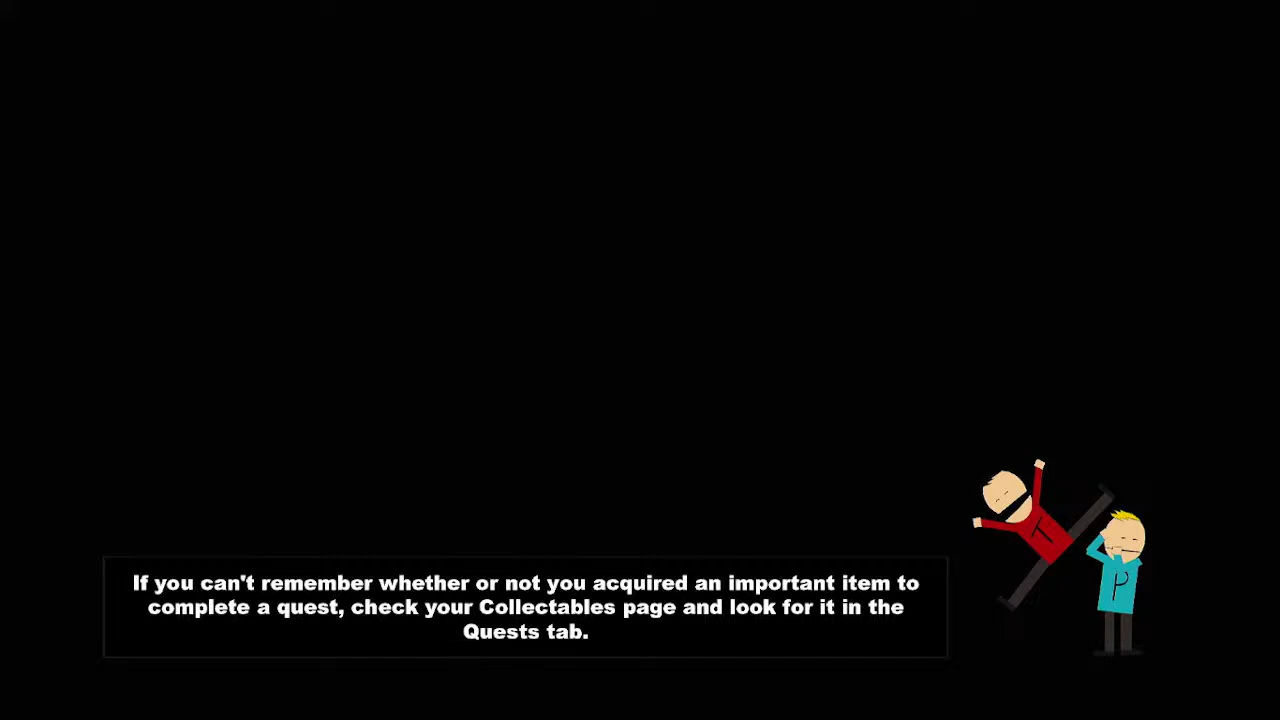 If you can't remember whether or not you acquired an important item to
complete a quest, check your Collectables page and look for it in the
Quests tab.
T
P